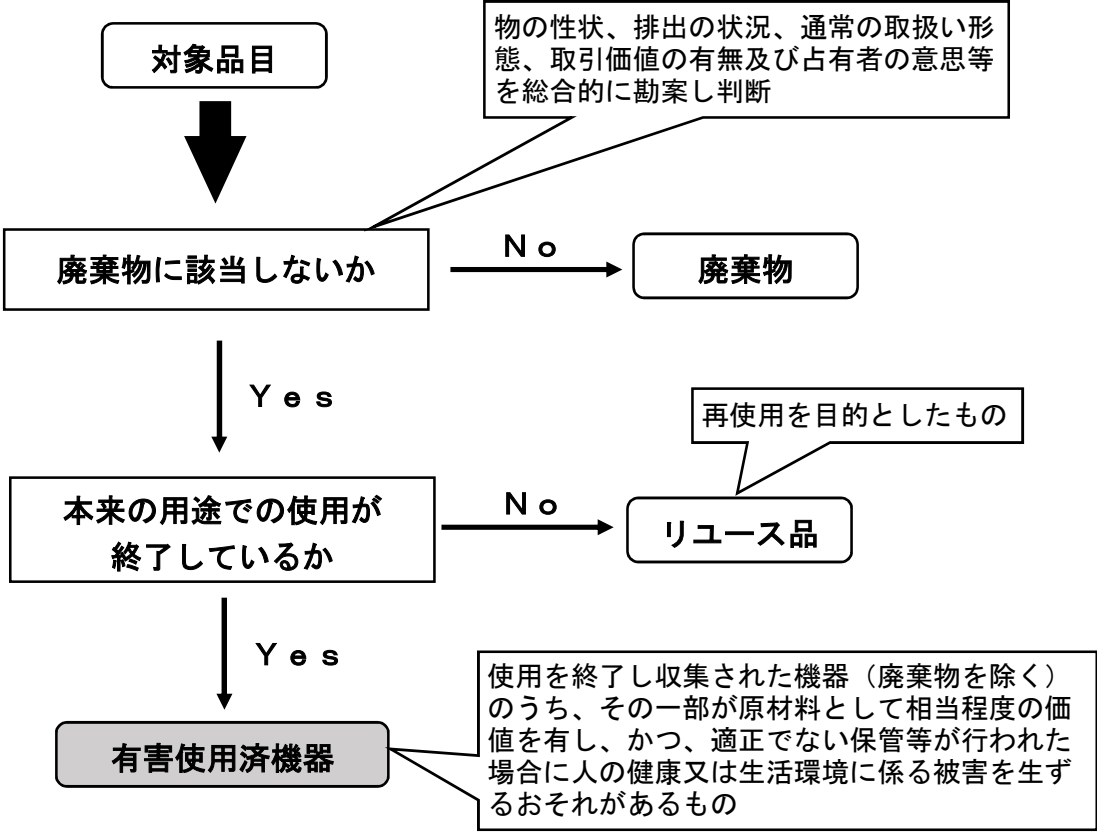 対象品目
物の性状、排出の状況、通常の取扱い形
態、取引価値の有無及び占有者の意思等
を総合的に勘案し判断
廃棄物に該当しないか
Ｎｏ
廃棄物
Ｙｅｓ
再使用を目的としたもの
本来の用途での使用が
終了しているか
Ｎｏ
リユース品
Ｙｅｓ
使用を終了し収集された機器（廃棄物を除く）
のうち、その一部が原材料として相当程度の価
値を有し、かつ、適正でない保管等が行われた
場合に人の健康又は生活環境に係る被害を生ず
るおそれがあるもの
有害使用済機器